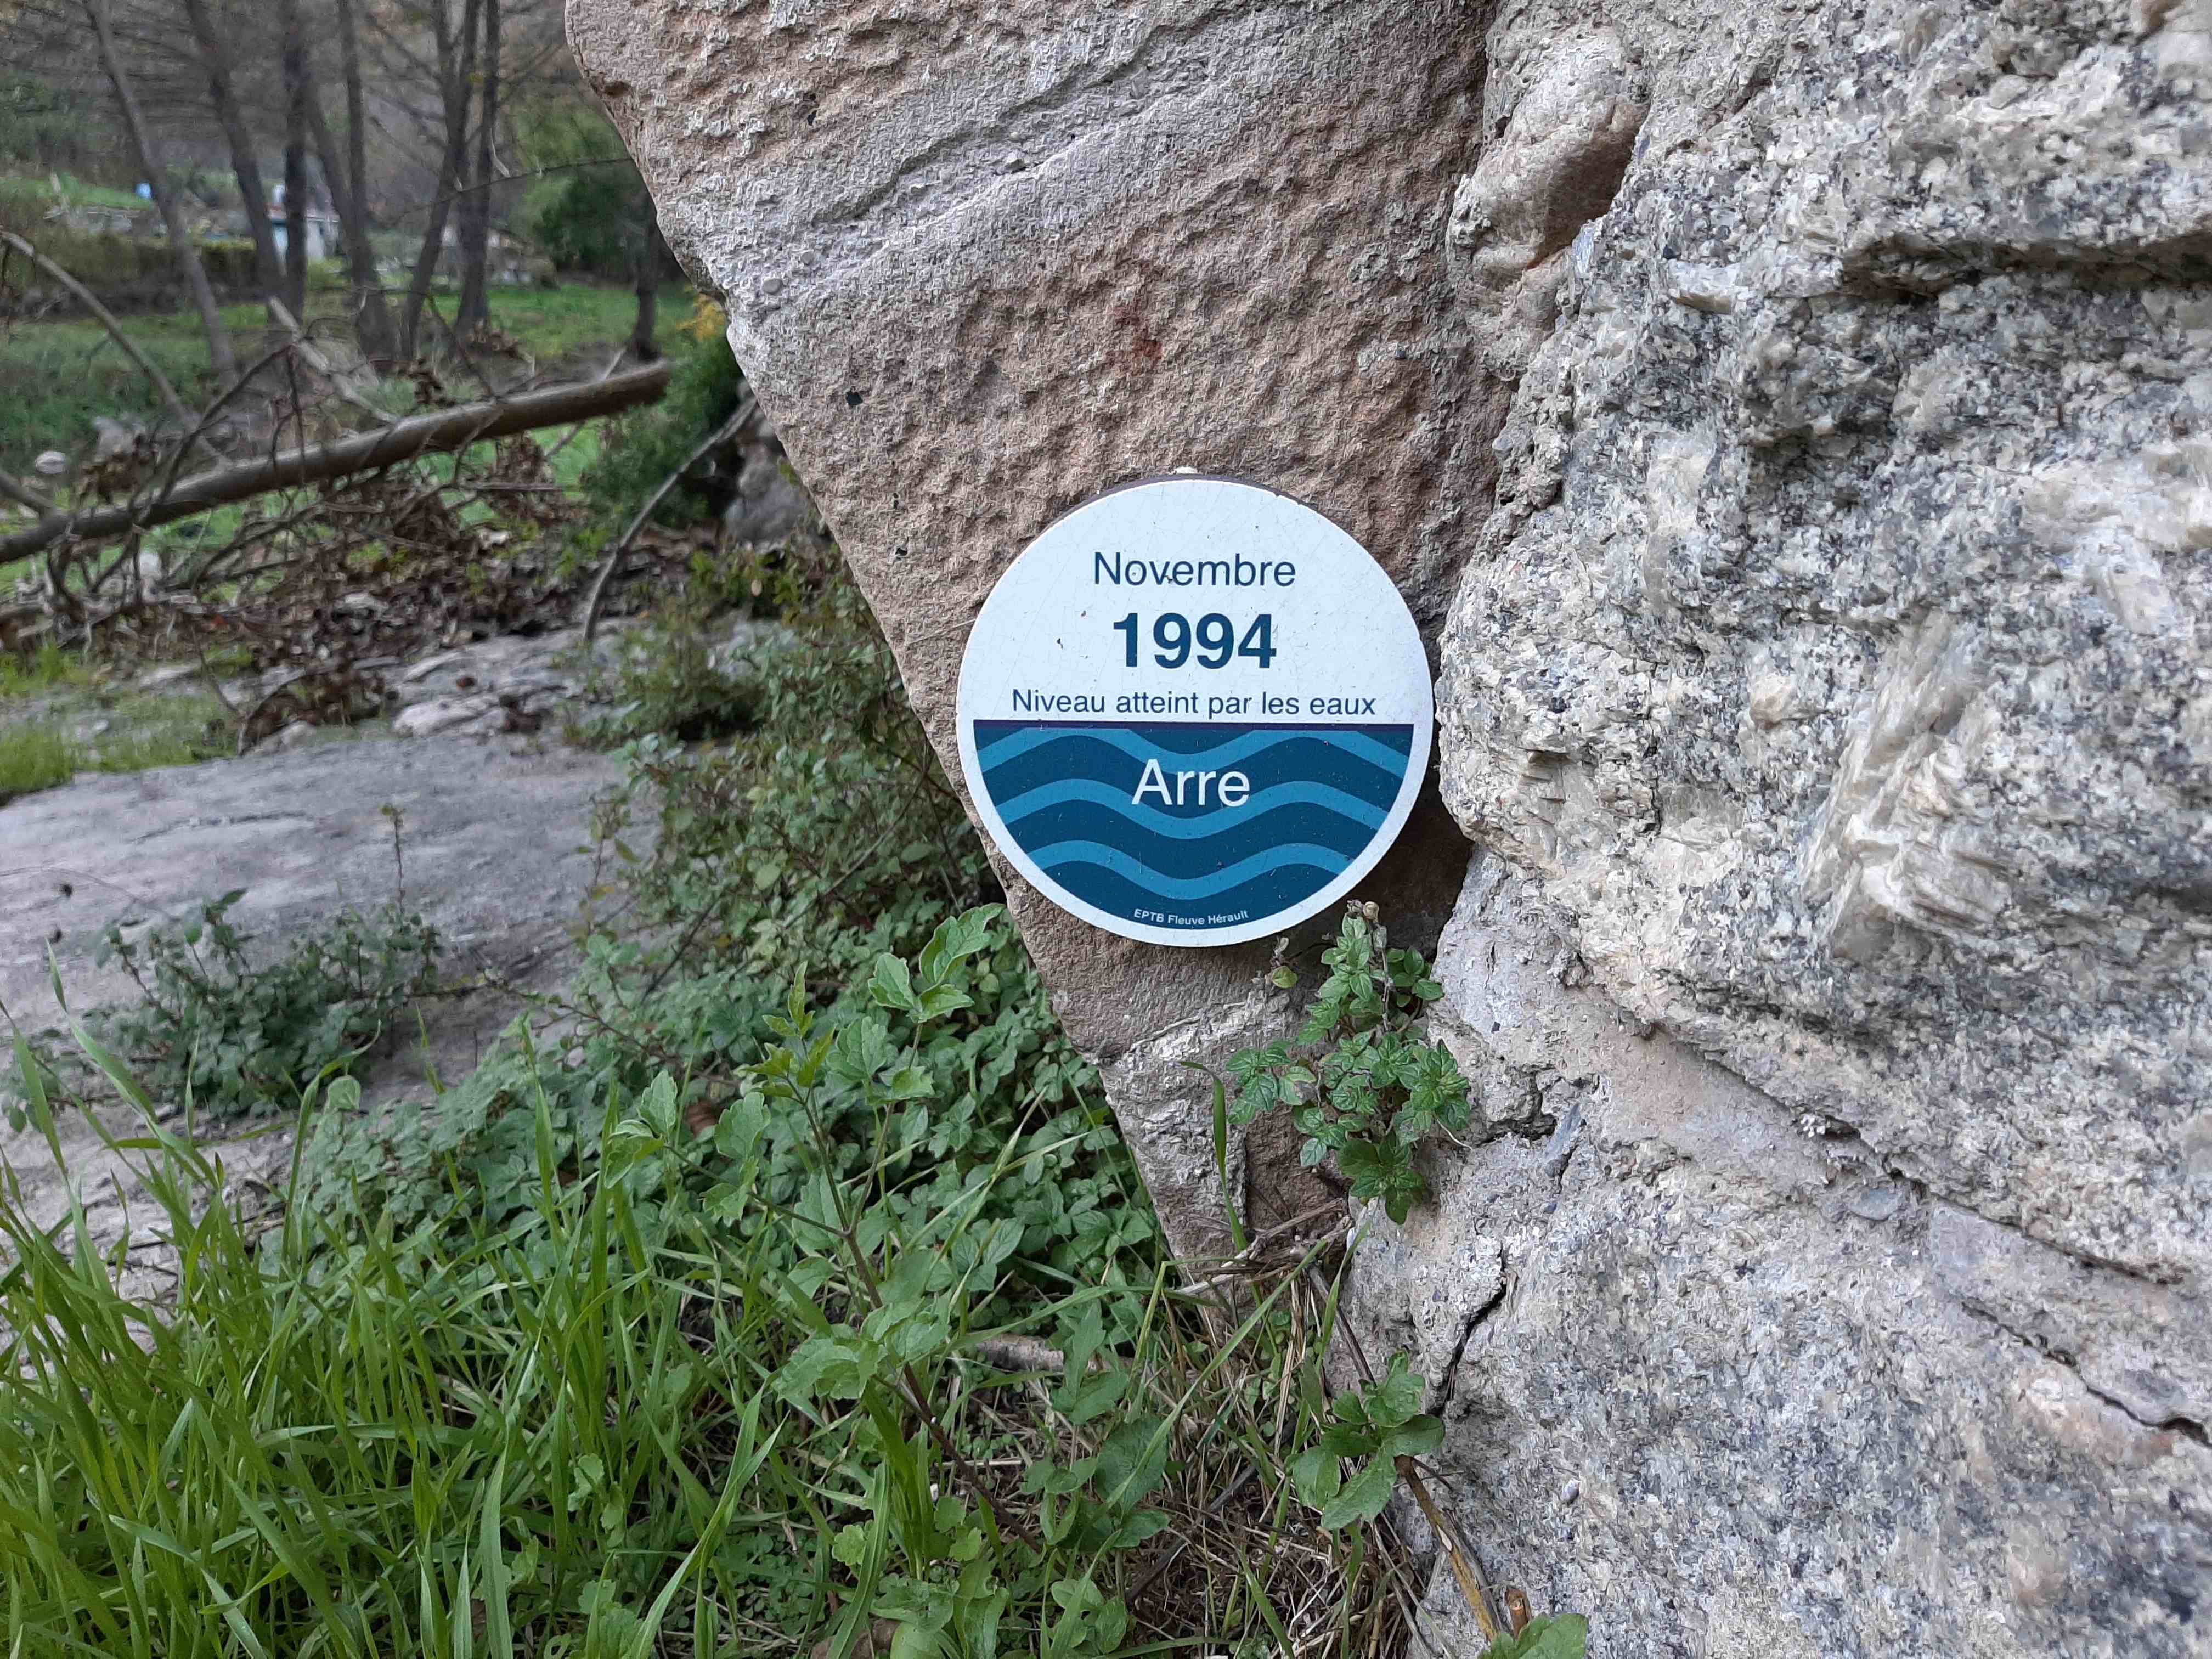 Novembre
1994
Niveau atteint par les eaux
Arre
EPTB Fleuve Hérault